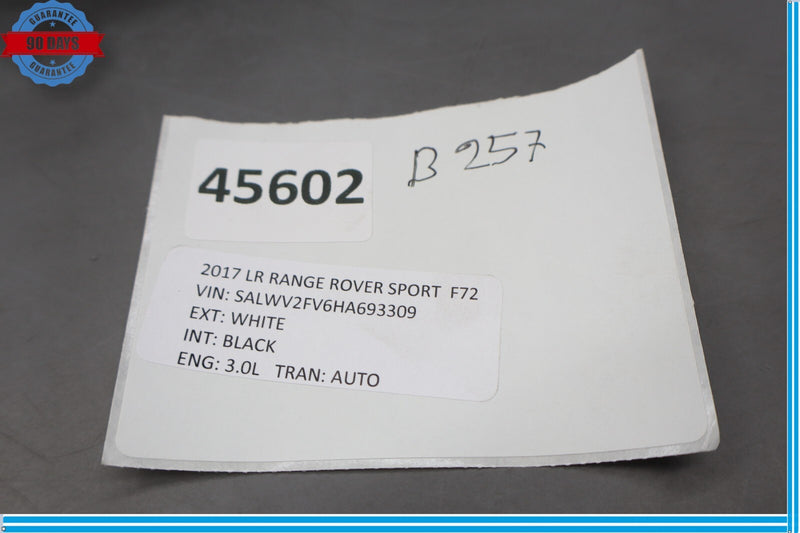 GUARANTEE
90 DAYS
GUARANTEE
45602
B 257
2017 LR RANGE ROVER SPORT F72
VIN: SALWV2FV6HA693309
EXT: WHITE
INT: BLACK
ENG: 3.0L TRAN: AUTO